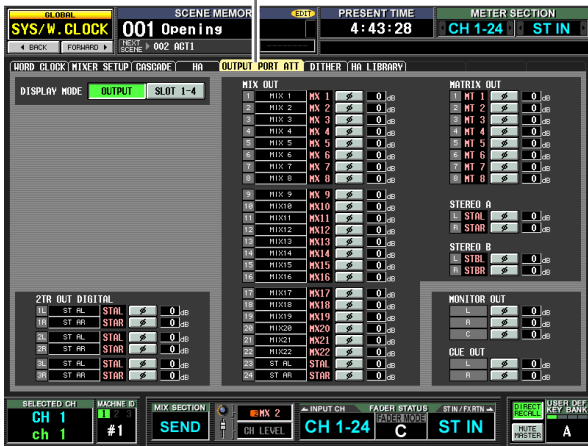 GLOBAL SCENE MEMORY EDIT PRESENT TIME METER SECTION
SYS/W.CLOCK 001 Opening 4:43:28 CH 1-24 ST IN
BACK FORWARD NEXT SCENE 002 ACT1
WORD CLOCK MIXER SETUP CASCADE HA OUTPUT PORT ATT DITHER HA LIBRARY
DISPLAY MODE OUTPUT SLOT 1-4
MIX OUT
1 MIX 1 MX 1 ø 0 dB
2 MIX 2 MX 2 ø 0 dB
3 MIX 3 MX 3 ø 0 dB
4 MIX 4 MX 4 ø 0 dB
5 MIX 5 MX 5 ø 0 dB
6 MIX 6 MX 6 ø 0 dB
7 MIX 7 MX 7 ø 0 dB
8 MIX 8 MX 8 ø 0 dB
9 MIX 9 MX 9 ø 0 dB
10 MIX10 MX10 ø 0 dB
11 MIX11 MX11 ø 0 dB
12 MIX12 MX12 ø 0 dB
13 MIX13 MX13 ø 0 dB
14 MIX14 MX14 ø 0 dB
15 MIX15 MX15 ø 0 dB
16 MIX16 MX16 ø 0 dB
17 MIX17 MX17 ø 0 dB
18 MIX18 MX18 ø 0 dB
19 MIX19 MX19 ø 0 dB
20 MIX20 MX20 ø 0 dB
21 MIX21 MX21 ø 0 dB
22 MIX22 MX22 ø 0 dB
23 ST AL STAL ø 0 dB
24 ST AR STAR ø 0 dB
MATRIX OUT
1 MT 1 ø 0 dB
2 MT 2 ø 0 dB
3 MT 3 ø 0 dB
4 MT 4 ø 0 dB
5 MT 5 ø 0 dB
6 MT 6 ø 0 dB
7 MT 7 ø 0 dB
8 MT 8 ø 0 dB
STEREO A
L STAL ø 0 dB
R STAR ø 0 dB
STEREO B
L STBL ø 0 dB
R STBR ø 0 dB
2TR OUT DIGITAL
1L ST AL STAL ø 0 dB
1R ST AR STAR ø 0 dB
2L ST AL STAL ø 0 dB
2R ST AR STAR ø 0 dB
3L ST AL STAL ø 0 dB
3R ST AR STAR ø 0 dB
MONITOR OUT
L ø 0 dB
R ø 0 dB
C ø 0 dB
CUE OUT
L ø 0 dB
R ø 0 dB
SELECTED CH MACHINE ID MIX SECTION MX 2 INPUT CH FADER STATUS ST IN/FXRTN DIRECT RECALL USER DEF. KEY BANK
CH 1 1 2 3 SEND CH 1-24 FADER MODE ST IN
ch 1 #1 CH LEVEL C MUTE MASTER A